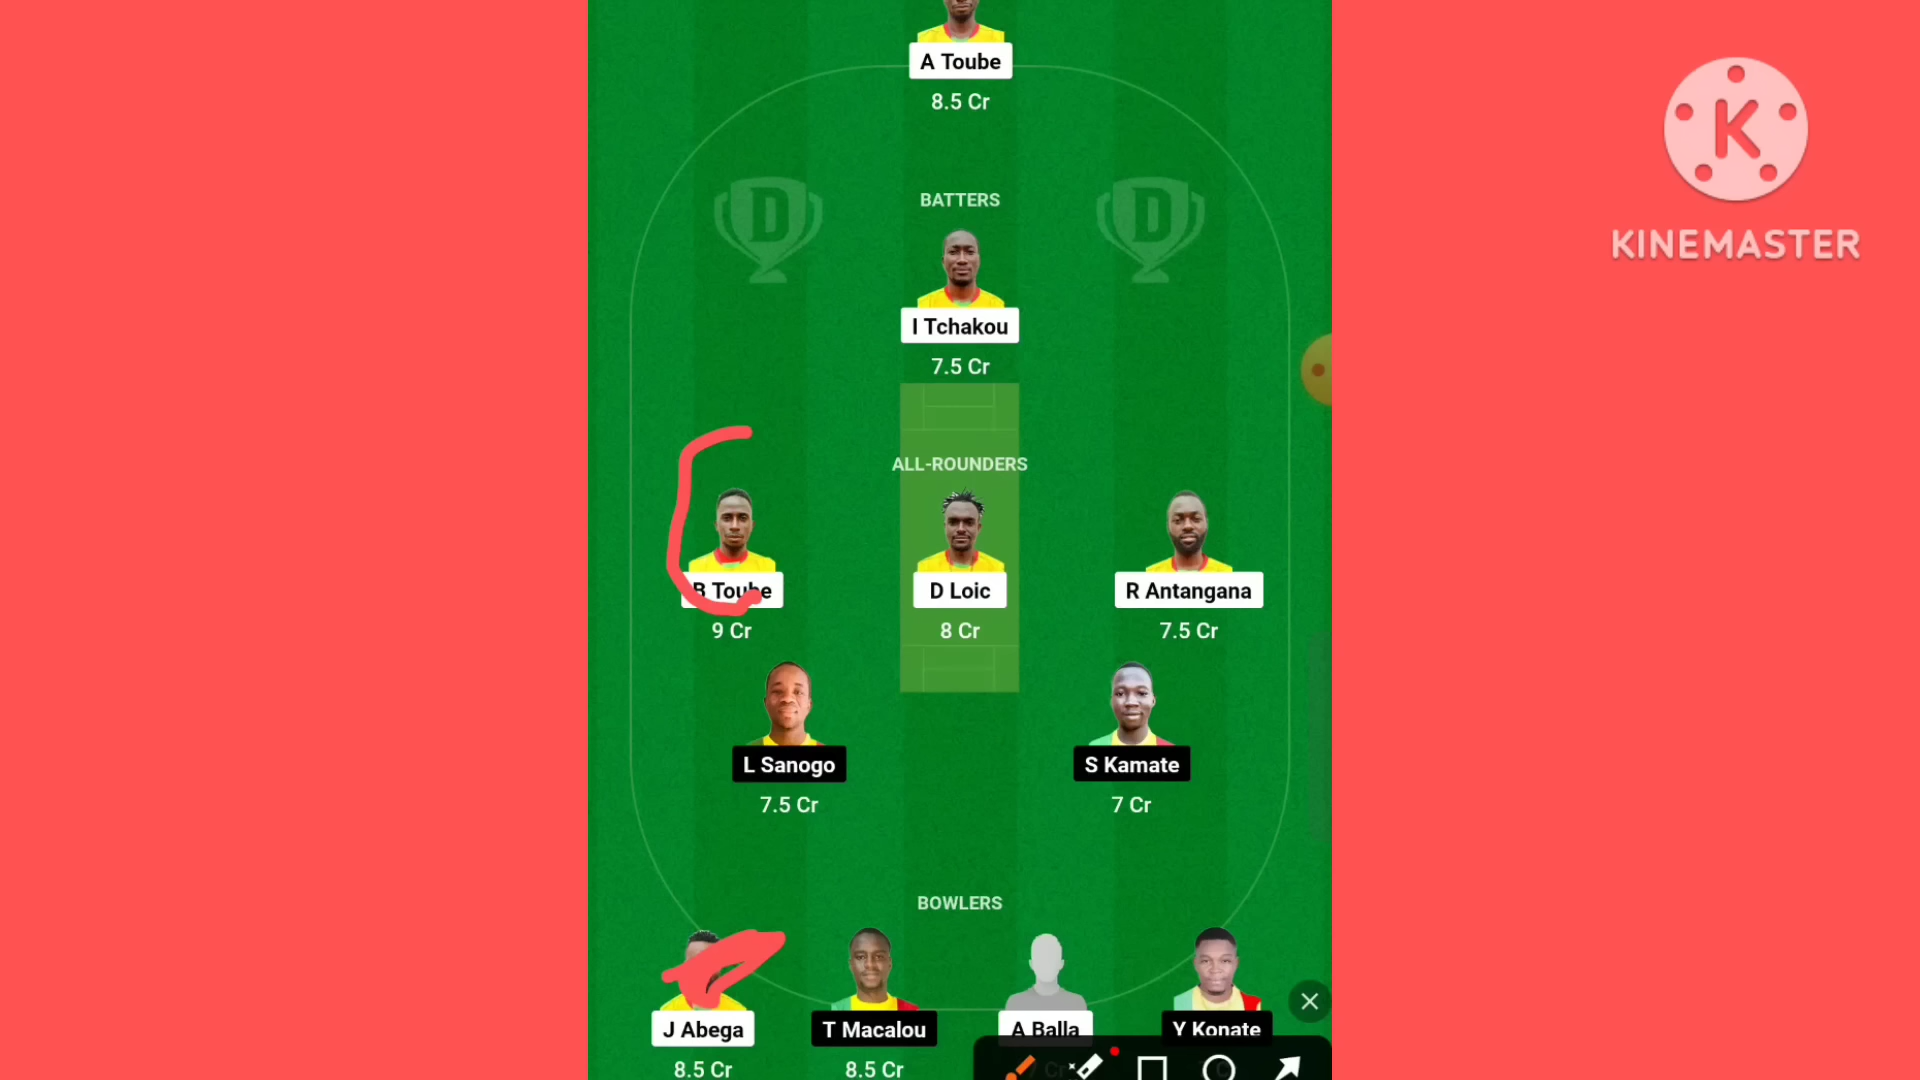 A Toube
8.5 Cr
KINEMASTER
BATTERS
I Tchakou
7.5 Cr
ALL-ROUNDERS
B Toube
D Loic
R Antangana
9 Cr
8 Cr
7.5 Cr
L Sanogo
S Kamate
7.5 Cr
7 Cr
BOWLERS
J Abega
T Macalou
A Balla
Y Konate
8.5 Cr
8.5 Cr